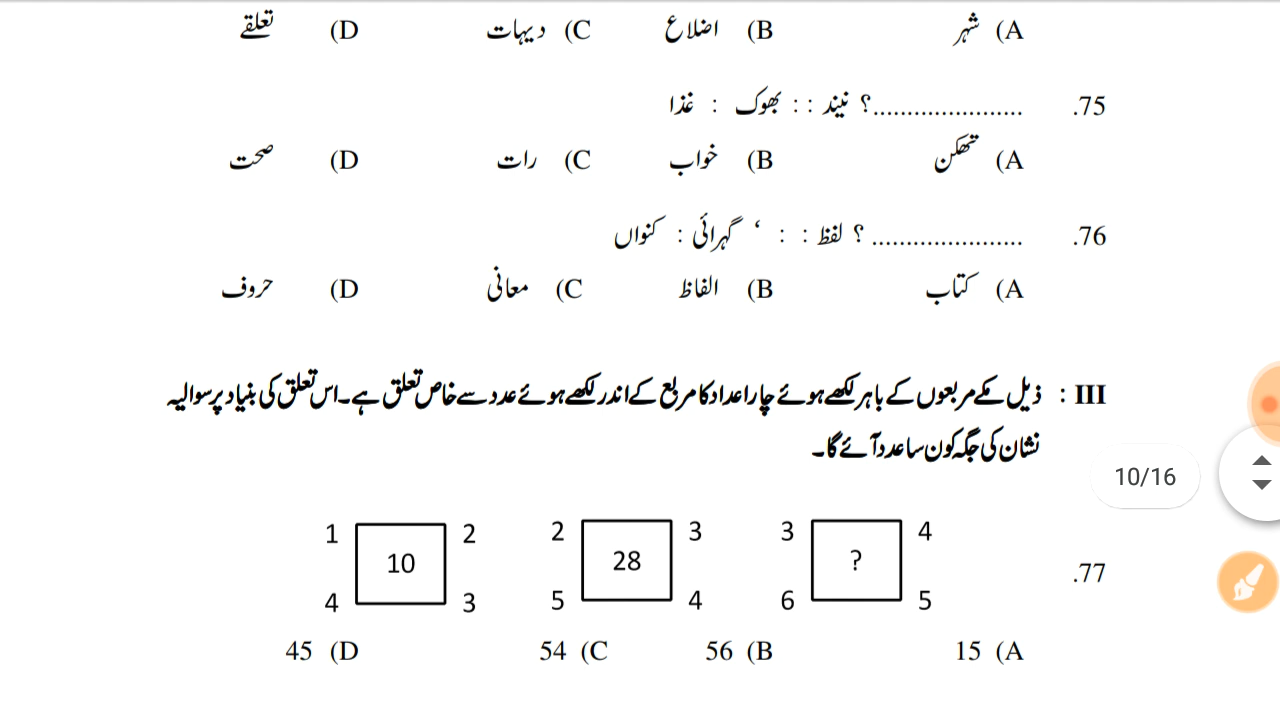 A) شہر B) اضلاع C) دیہات D) تعلقے
75. .....................؟ نیند : : بھوک : غذا
A) تھکن B) خواب C) رات D) صحت
76. .....................؟ لفظ : : ‘ گہرائی : کنواں
A) کتاب B) الفاظ C) معانی D) حروف
III : ذیل کے مربعوں کے باہر لکھے ہوئے چار اعداد کا مربع کے اندر لکھے ہوئے عدد سے خاص تعلق ہے۔ اس تعلق کی بنیاد پر سوالیہ
نشان کی جگہ کون سا عدد آئے گا۔
10/16
1 2 2 3 3 4
10 28 ?
77.
4 3 5 4 6 5
A) 15 B) 56 C) 54 D) 45